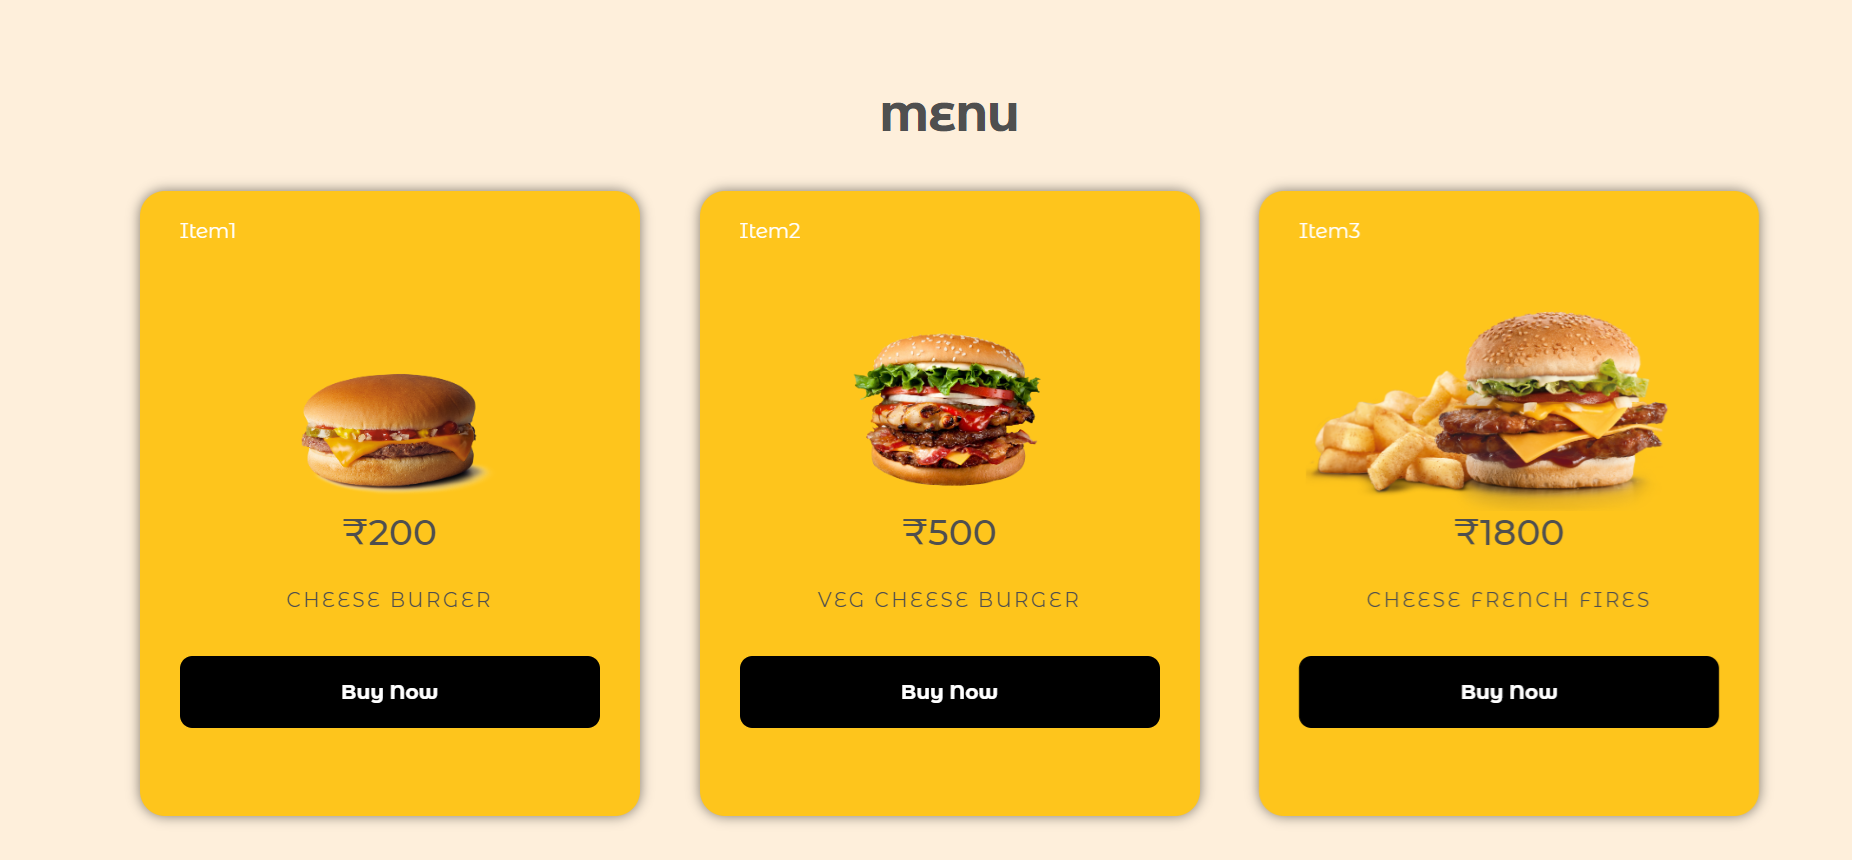 menu
Item1
₹200
CHEESE BURGER
Buy Now
Item2
₹500
VEG CHEESE BURGER
Buy Now
Item3
₹1800
CHEESE FRENCH FIRES
Buy Now